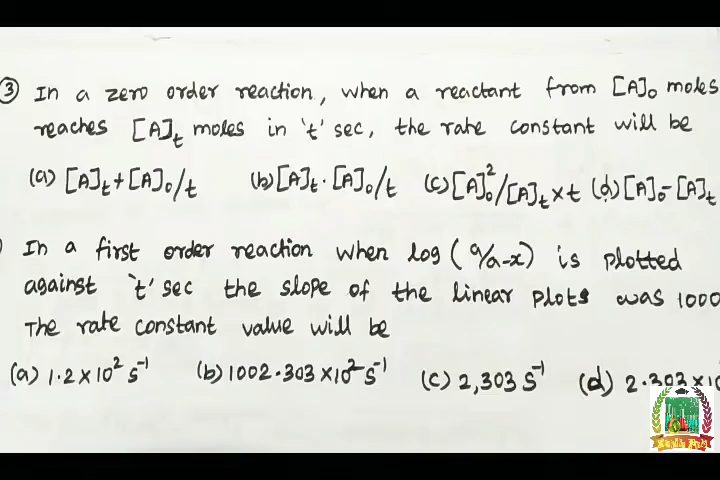 ③ In a zero order reaction, when a reactant from [A]₀ moles
reaches [A]ₜ moles in 't' sec, the rate constant will be
(a) [A]ₜ + [A]₀/t (b) [A]ₜ · [A]₀/t (c) [A]₀²/[A]ₜ × t (d) [A]₀ - [A]ₜ
) In a first order reaction when log (a/a-x) is plotted
against 't' sec the slope of the linear plots was 1000
The rate constant value will be
(a) 1.2 × 10² s⁻¹ (b) 1002.303 × 10² s⁻¹ (c) 2,303 s⁻¹ (d) 2.303 × 10